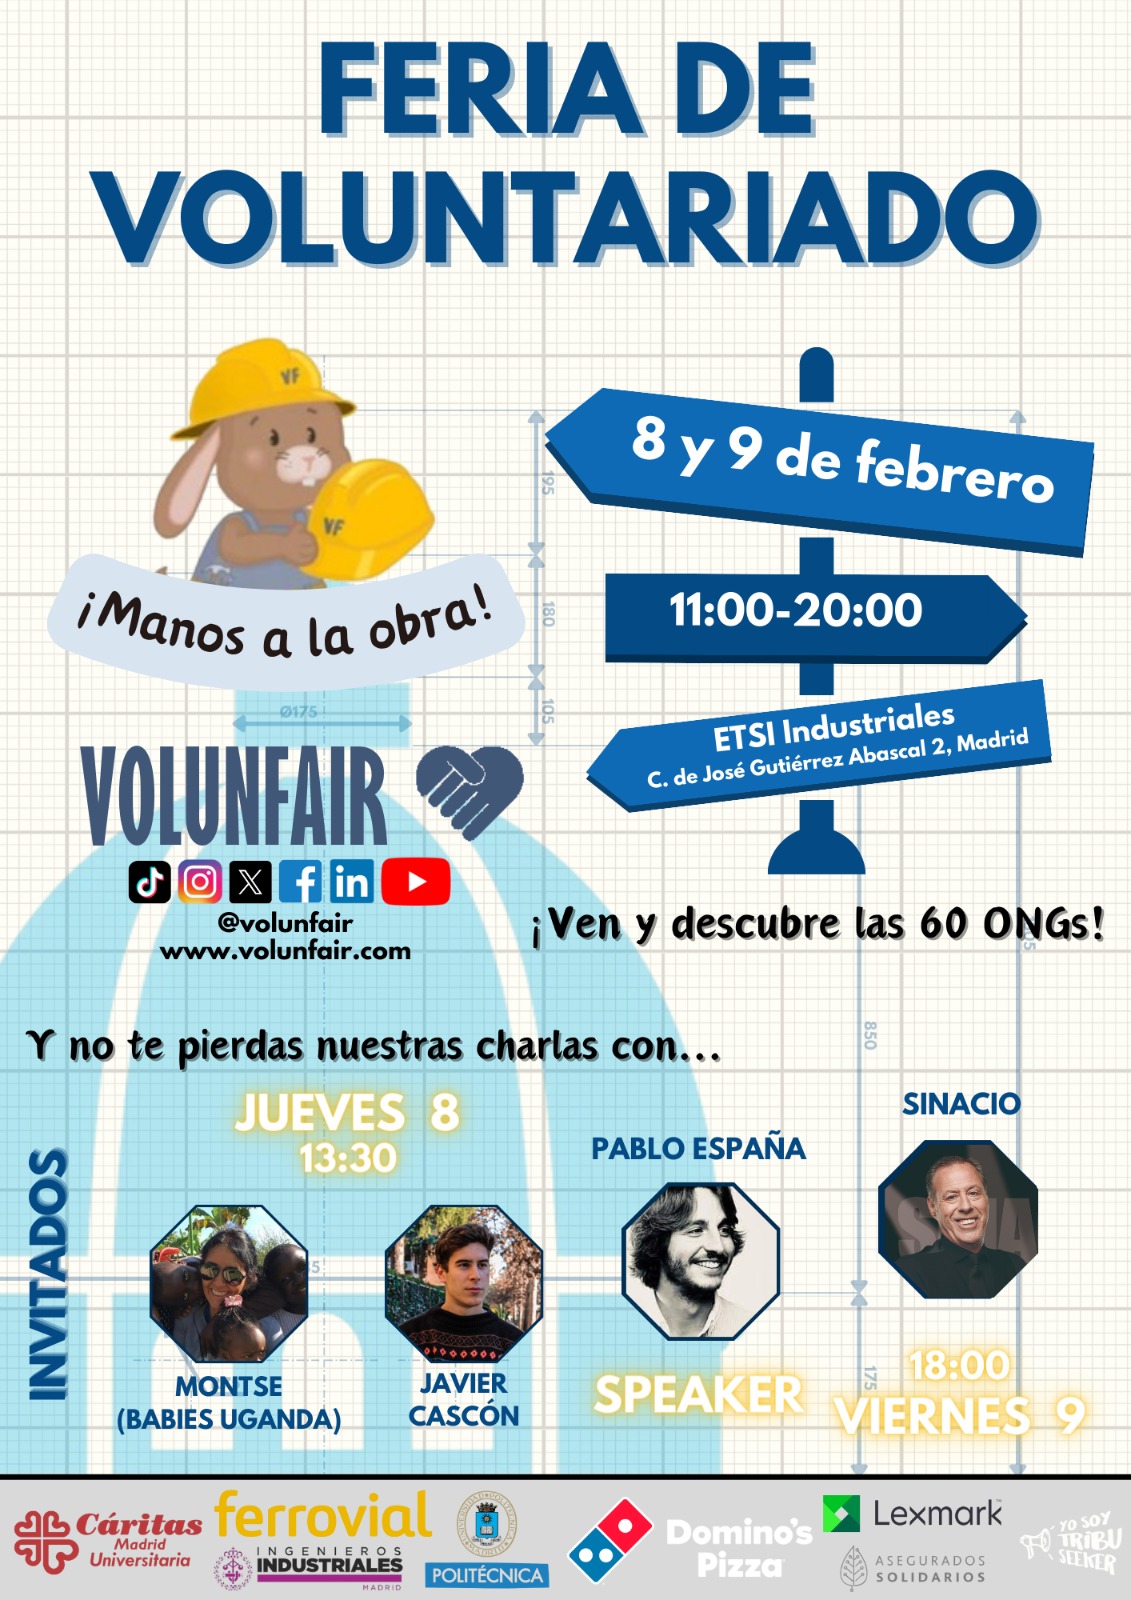 FERIA DE
VOLUNTARIADO
VF
VF
¡Manos a la obra!
8 y 9 de febrero
11:00-20:00
ETSI Industriales
C. de José Gutiérrez Abascal 2, Madrid
195
180
105
Ø175
VOLUNFAIR
@volunfair
www.volunfair.com
¡Ven y descubre las 60 ONGs!
850
Y no te pierdas nuestras charlas con...
INVITADOS
JUEVES 8
13:30
MONTSE
(BABIES UGANDA)
JAVIER
CASCÓN
PABLO ESPAÑA
SPEAKER
SINACIO
18:00
VIERNES 9
175
Cáritas
Madrid
Universitaria
ferrovial
INGENIEROS
INDUSTRIALES
MADRID
POLITÉCNICA
Domino's
Pizza
Lexmark
ASEGURADOS
SOLIDARIOS
YO SOY
TRIBU
SEEKER